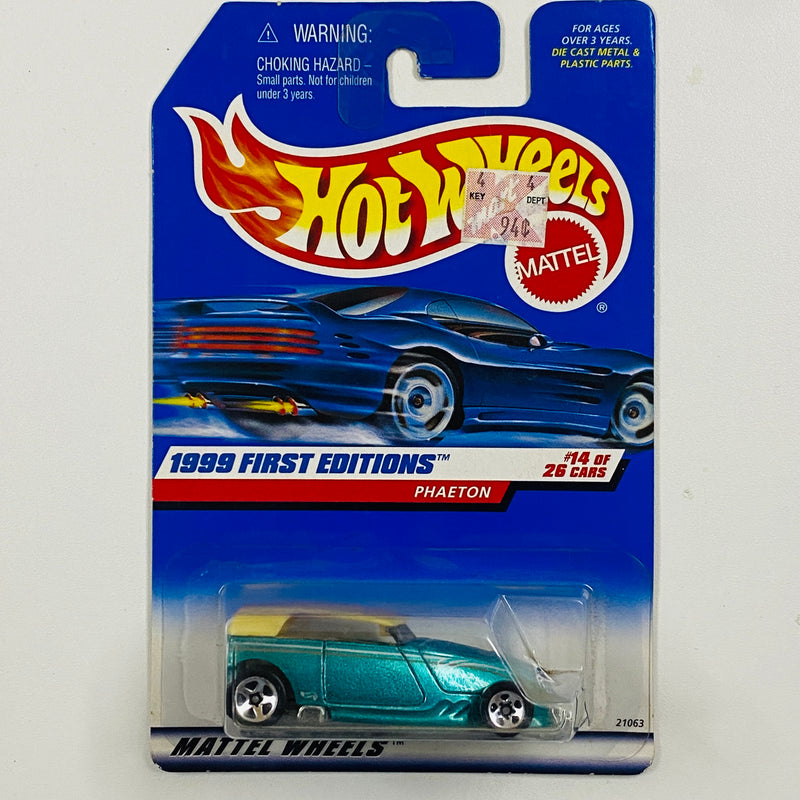 ⚠ WARNING:
CHOKING HAZARD –
Small parts. Not for children
under 3 years.
FOR AGES
OVER 3 YEARS.
DIE CAST METAL &
PLASTIC PARTS.
HOT WHEELS
4 4
KEY DEPT
.94¢
MATTEL
®
1999 FIRST EDITIONS™
#14 OF
26 CARS
PHAETON
21063
MATTEL WHEELS™